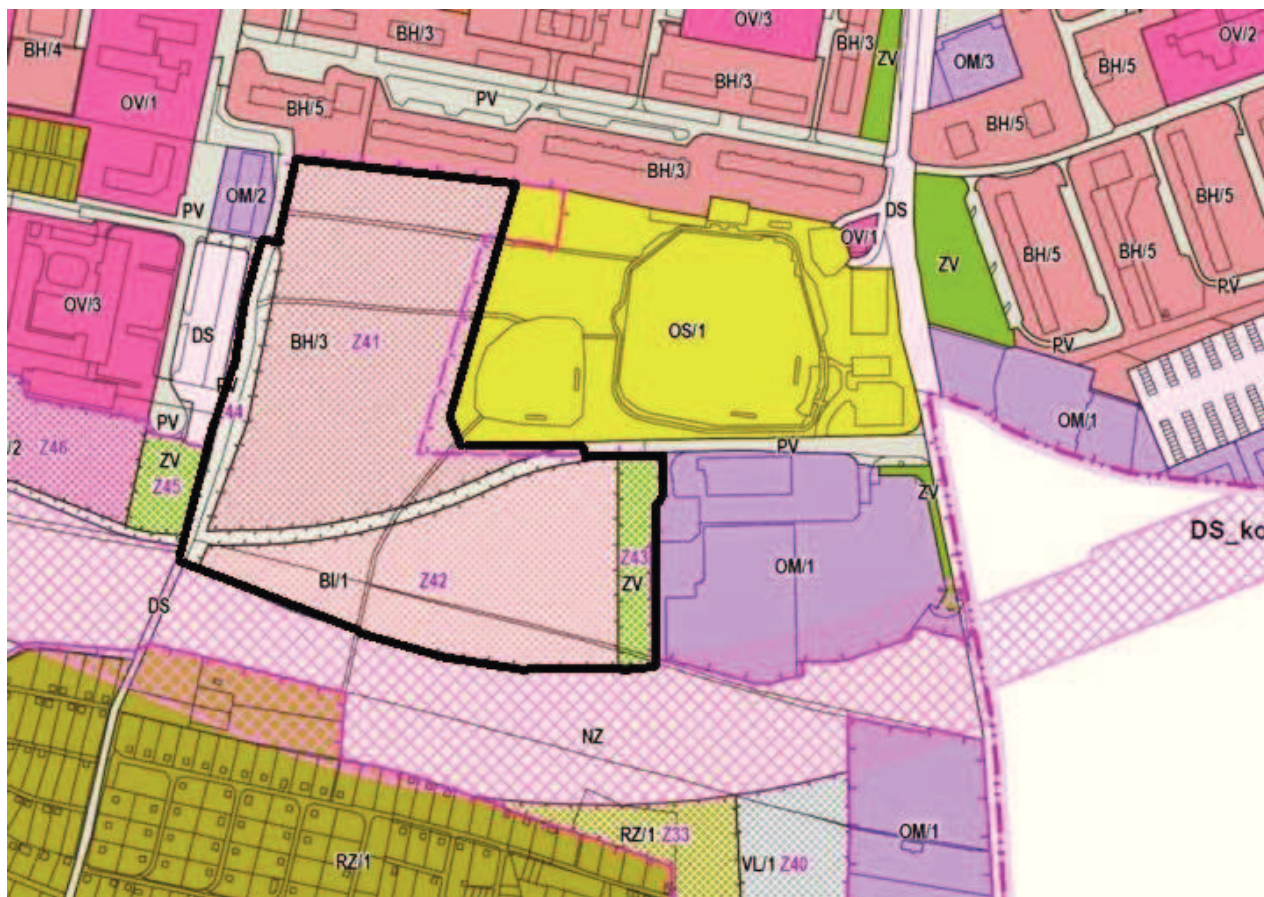 BH/4
BH/3
OV/3
BH/3
OV/2
OV/1
BH/3
ZV
OM/3
BH/5
BH/5
PV
BH/5
BH/3
BH/5
OM/2
PV
OV/1
DS
BH/5
BH/5
BH/5
ZV
OV/3
DS
BH/3 Z41
OS/1
PV
PV
PV
44
PV
OM/1
/2 Z46
ZV
Z45
PV
ZV
DS_ko
Z43
ZV
OM/1
BI/1
Z42
DS
NZ
RZ/1 Z33
OM/1
RZ/1
VL/1 Z40